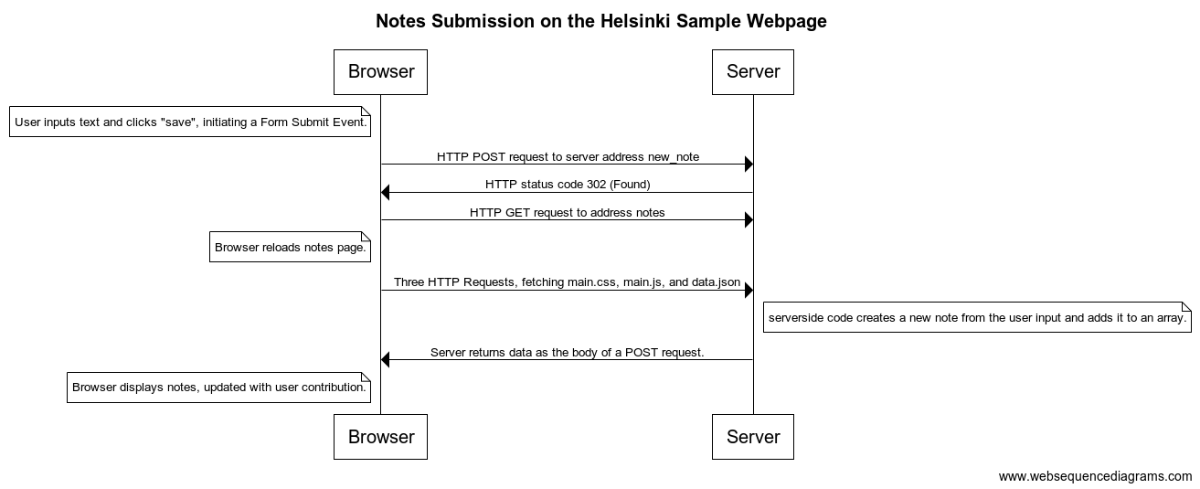 Notes Submission on the Helsinki Sample Webpage
Browser
Server
User inputs text and clicks "save", initiating a Form Submit Event.
HTTP POST request to server address new_note
HTTP status code 302 (Found)
HTTP GET request to address notes
Browser reloads notes page.
Three HTTP Requests, fetching main.css, main.js, and data.json
serverside code creates a new note from the user input and adds it to an array.
Server returns data as the body of a POST request.
Browser displays notes, updated with user contribution.
Browser
Server
www.websequencediagrams.com